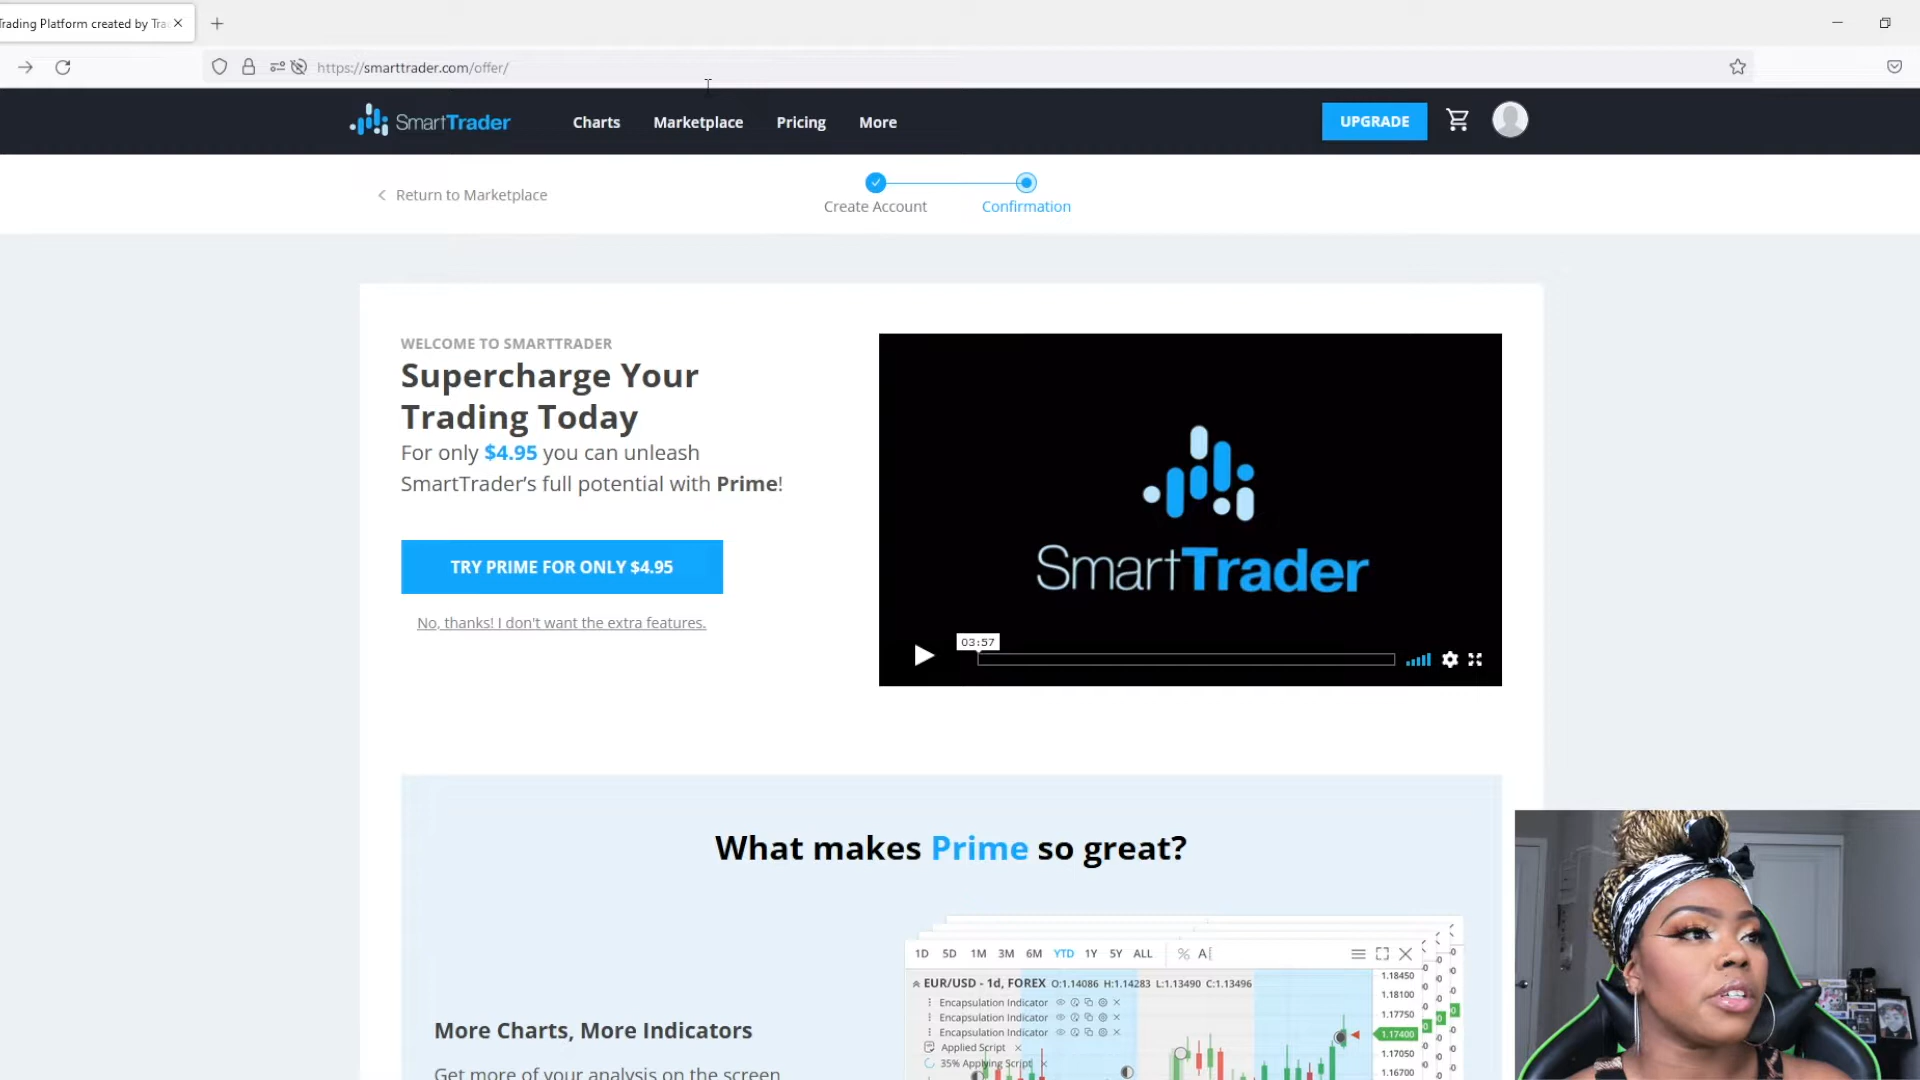 Trading Platform created by Tra
https://smarttrader.com/offer/
SmartTrader
Charts
Marketplace
Pricing
More
UPGRADE
Return to Marketplace
Create Account
Confirmation
WELCOME TO SMARTTRADER
Supercharge Your
Trading Today
For only $4.95 you can unleash
SmartTrader’s full potential with Prime!
TRY PRIME FOR ONLY $4.95
No, thanks! I don't want the extra features.
SmartTrader
03:57
What makes Prime so great?
More Charts, More Indicators
Get more of your analysis on the screen
1D 5D 1M 3M 6M YTD 1Y 5Y ALL % A
EUR/USD - 1d, FOREX O:1.14086 H:1.14283 L:1.13490 C:1.13496
Encapsulation Indicator
Encapsulation Indicator
Encapsulation Indicator
Applied Script
35% Applying Script
1.18450
1.18100
1.17750
1.17400
1.17050
1.16700